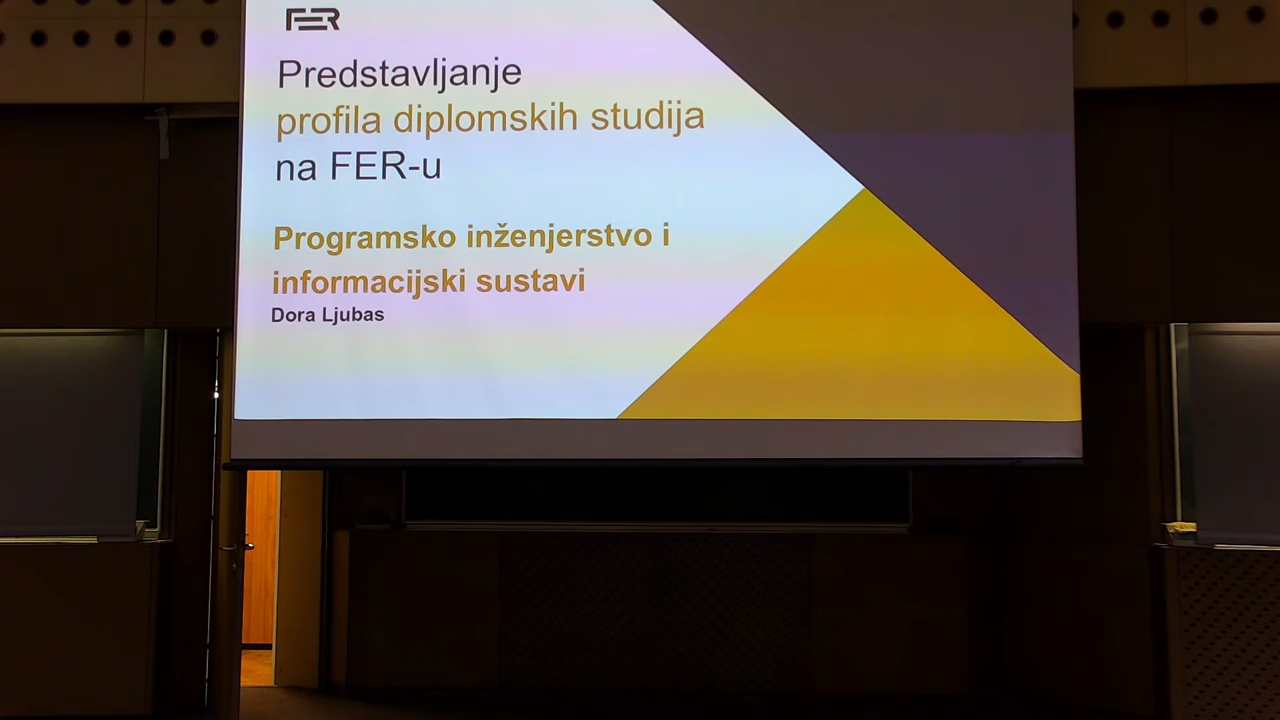 FER
Predstavljanje
profila diplomskih studija
na FER-u
Programsko inženjerstvo i
informacijski sustavi
Dora Ljubas